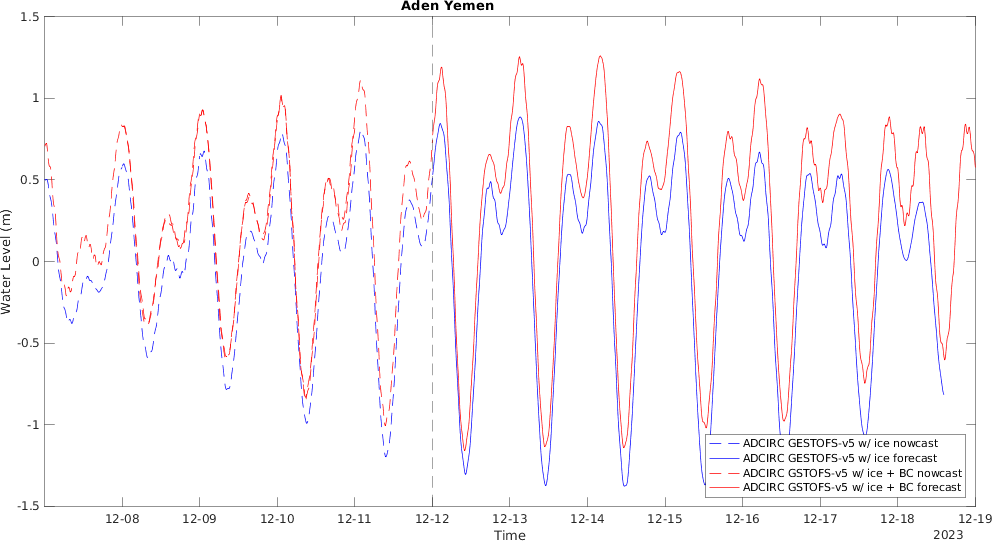 Aden Yemen
1.5
1
0.5
0
-0.5
-1
-1.5
Water Level (m)
12-08 12-09 12-10 12-11 12-12 12-13 12-14 12-15 12-16 12-17 12-18 12-19
Time
2023
ADCIRC GESTOFS-v5 w/ ice nowcast
ADCIRC GESTOFS-v5 w/ ice forecast
ADCIRC GSTOFS-v5 w/ ice + BC nowcast
ADCIRC GSTOFS-v5 w/ ice + BC forecast